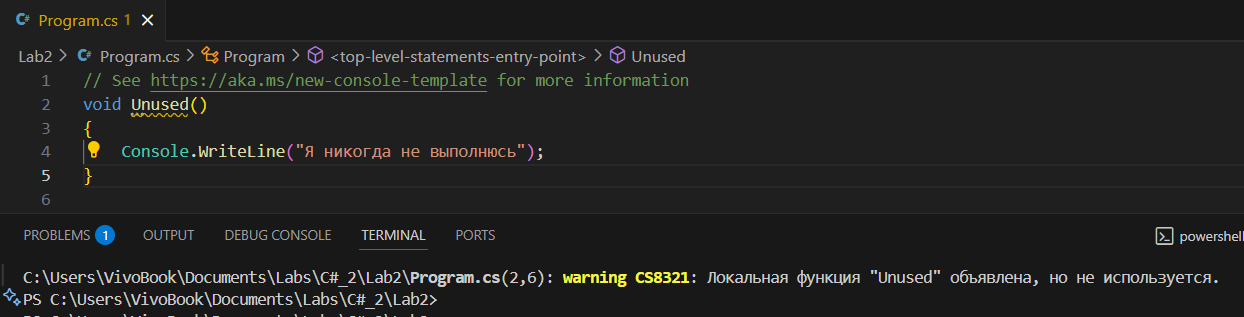 Program.cs 1
Lab2 > Program.cs > Program > <top-level-statements-entry-point> > Unused
1 // See https://aka.ms/new-console-template for more information
2 void Unused()
3 {
4 Console.WriteLine("Я никогда не выполнюсь");
5 }
6
PROBLEMS 1 OUTPUT DEBUG CONSOLE TERMINAL PORTS powershell
C:\Users\VivoBook\Documents\Labs\C#_2\Lab2\Program.cs(2,6): warning CS8321: Локальная функция "Unused" объявлена, но не используется.
PS C:\Users\VivoBook\Documents\Labs\C#_2\Lab2>